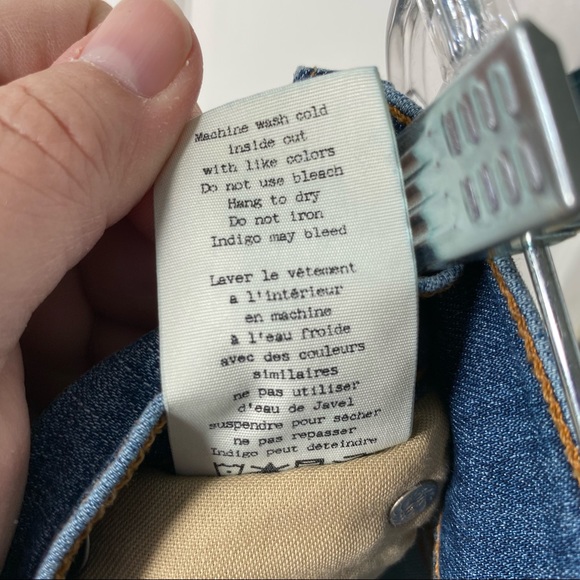 Machine wash cold
inside out
with like colors
Do not use bleach
Hang to dry
Do not iron
Indigo may bleed
Laver le vêtement
a l'intérieur
en machine
à l'eau froide
avec des couleurs
similaires
ne pas utiliser
d'eau de Javel
suspendre pour sécher
ne pas repasser
Indigo peut déteindre